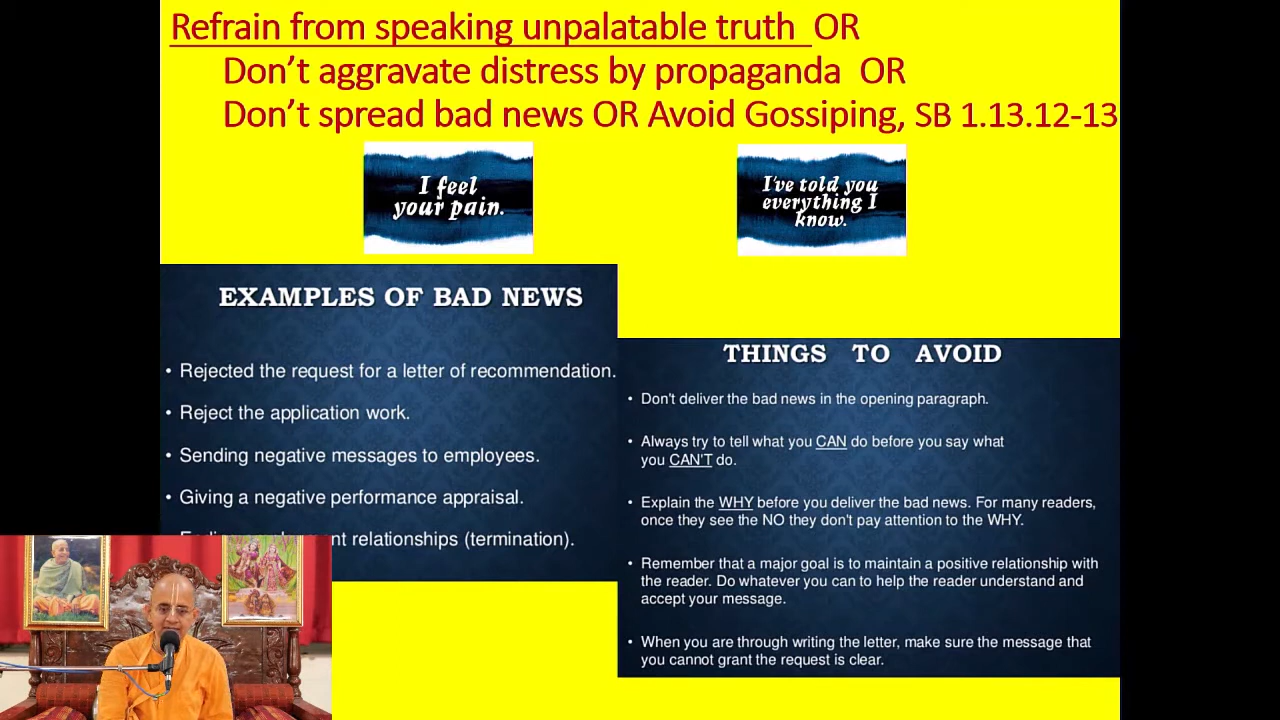 Refrain from speaking unpalatable truth OR
Don't aggravate distress by propaganda OR
Don't spread bad news OR Avoid Gossiping, SB 1.13.12-13
I feel
your pain.
I've told you
everything I
know.
EXAMPLES OF BAD NEWS
• Rejected the request for a letter of recommendation.
• Reject the application work.
• Sending negative messages to employees.
• Giving a negative performance appraisal.
relationships (termination).
THINGS TO AVOID
• Don't deliver the bad news in the opening paragraph.
• Always try to tell what you CAN do before you say what
you CAN'T do.
• Explain the WHY before you deliver the bad news. For many readers,
once they see the NO they don't pay attention to the WHY.
• Remember that a major goal is to maintain a positive relationship with
the reader. Do whatever you can to help the reader understand and
accept your message.
• When you are through writing the letter, make sure the message that
you cannot grant the request is clear.